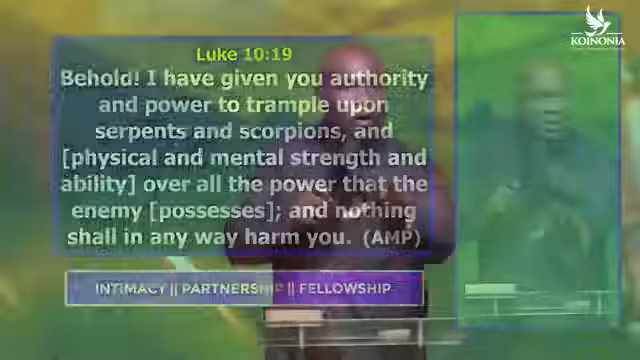 KOINONIA
Luke 10:19
Behold! I have given you authority
and power to trample upon
serpents and scorpions, and
[physical and mental strength and
ability] over all the power that the
enemy [possesses]; and nothing
shall in any way harm you. (AMP)
INTIMACY || PARTNERSHIP || FELLOWSHIP